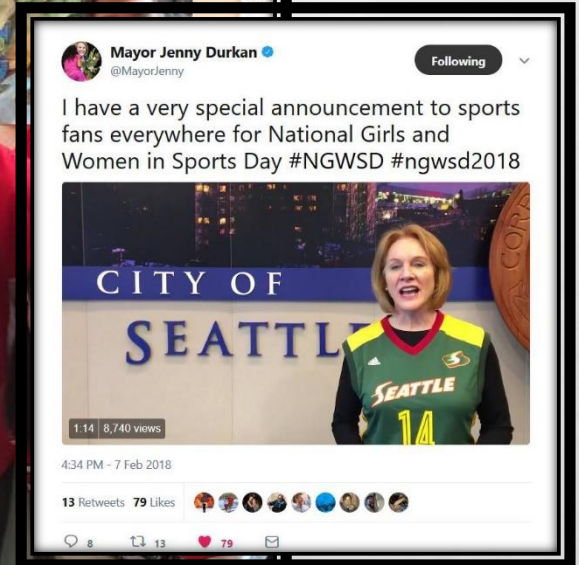 Mayor Jenny Durkan
@MayorJenny
Following
I have a very special announcement to sports
fans everywhere for National Girls and
Women in Sports Day #NGWSD #ngwsd2018
CITY OF
SEATTL
CORP
SEATTLE
14
1:14 8,740 views
4:34 PM - 7 Feb 2018
13 Retweets 79 Likes
8 13 79